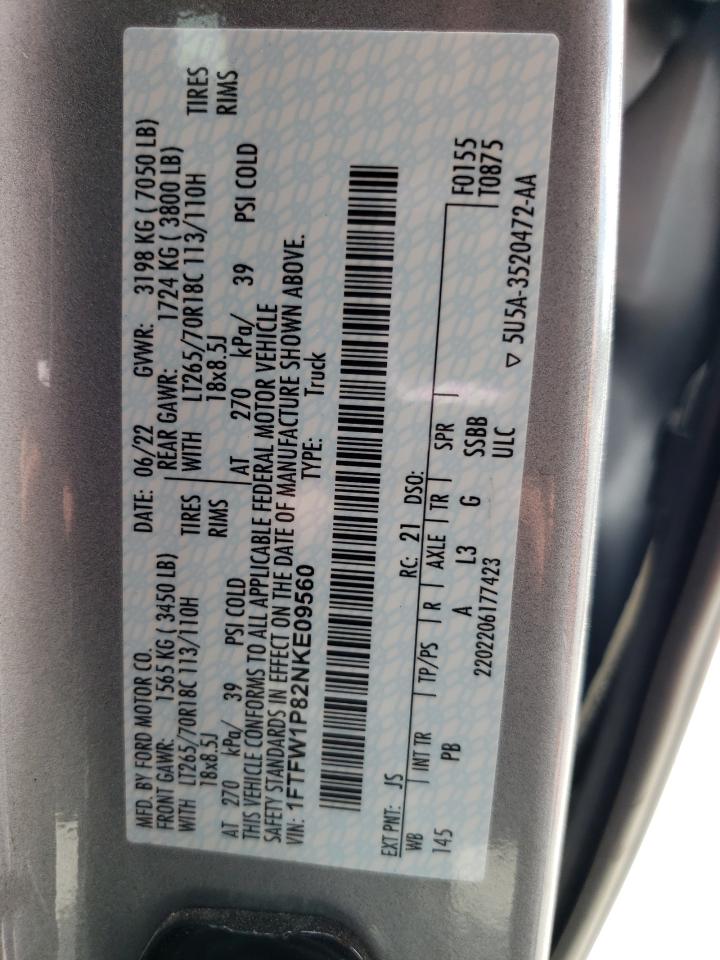 MFD. BY FORD MOTOR CO. DATE: 06/22 GVWR: 3198 KG ( 7050 LB)
FRONT GAWR: 1565 KG ( 3450 LB) REAR GAWR: 1724 KG ( 3800 LB)
WITH LT265/70R18C 113/110H TIRES WITH LT265/70R18C 113/110H TIRES
18x8.5J RIMS 18x8.5J RIMS
AT 270 kPa/ 39 PSI COLD AT 270 kPa/ 39 PSI COLD
THIS VEHICLE CONFORMS TO ALL APPLICABLE FEDERAL MOTOR VEHICLE
SAFETY STANDARDS IN EFFECT ON THE DATE OF MANUFACTURE SHOWN ABOVE.
VIN: 1FTFW1P82NKE09560 TYPE: Truck
EXT PNT: JS RC: 21 DSO: F0155
WB INT TR TP/PS R AXLE TR SPR T0875
145 PB A L3 G SSBB
2202206177423 ULC ▽ 5U5A-3520472-AA